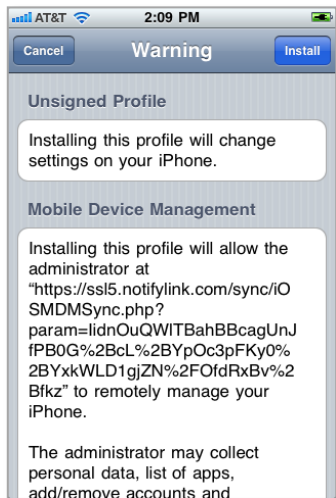 AT&T 2:09 PM
Cancel Warning Install
Unsigned Profile
Installing this profile will change
settings on your iPhone.
Mobile Device Management
Installing this profile will allow the
administrator at
“https://ssl5.notifylink.com/sync/iO
SMDMSync.php?
param=lidnOuQWlTBahBBcagUnJ
fPB0G%2BcL%2BYpOc3pFKy0%
2BYxkWLD1gjZN%2FOfdRxBv%2
Bfkz” to remotely manage your
iPhone.
The administrator may collect
personal data, list of apps,
add/remove accounts and